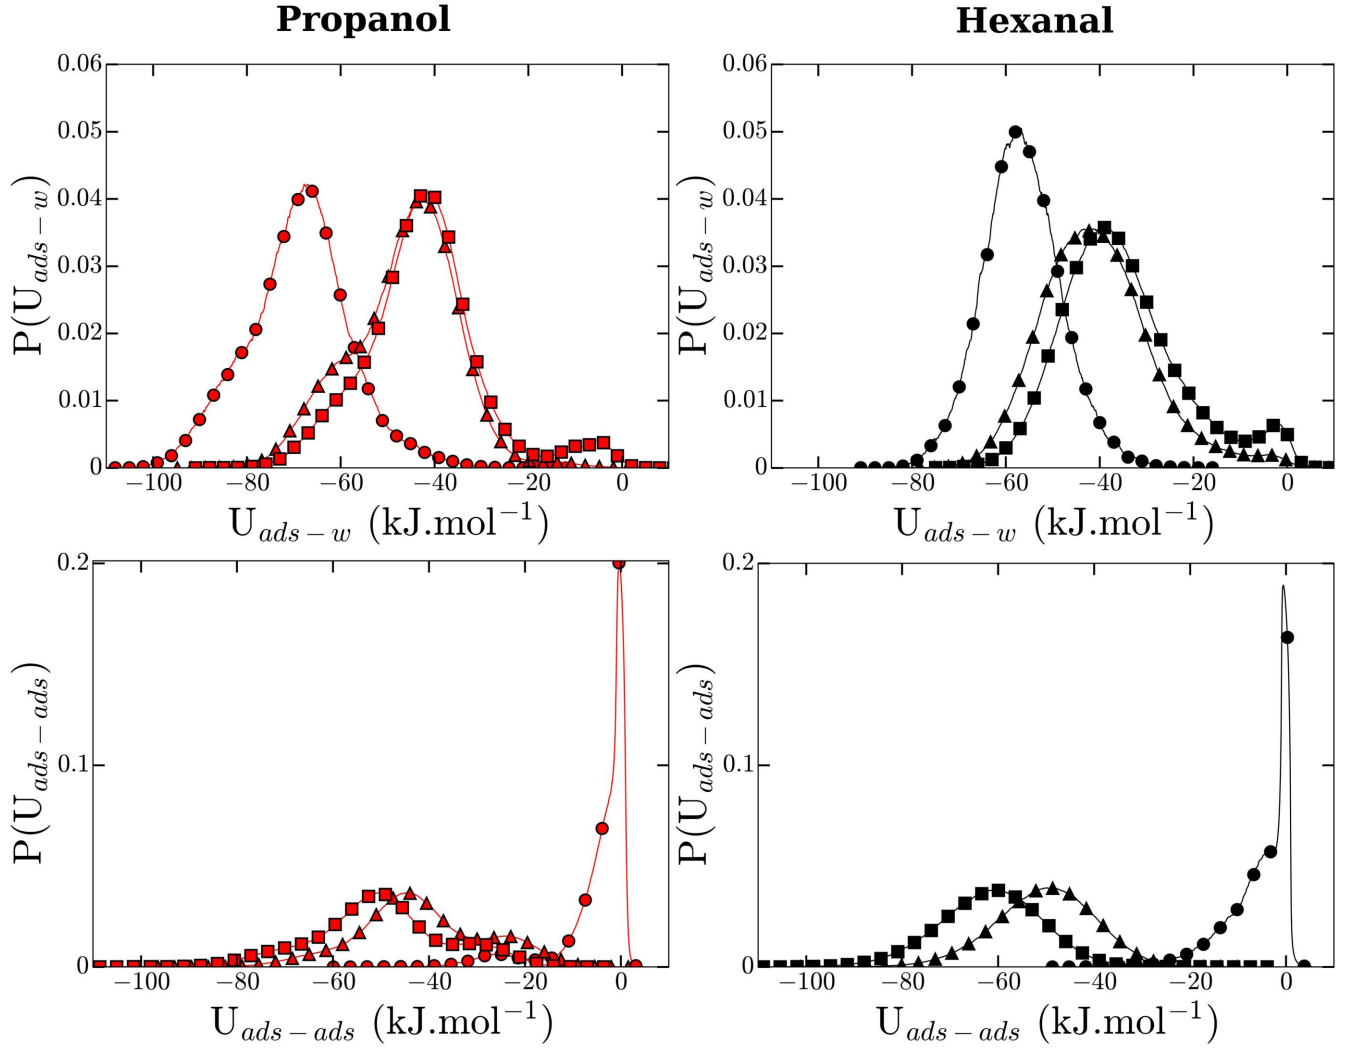 Propanol
Hexanal
P(U_{ads−w})
0.06
0.05
0.04
0.03
0.02
0.01
0
−100 −80 −60 −40 −20 0
U_{ads−w} (kJ.mol^{−1})
P(U_{ads−w})
0.06
0.05
0.04
0.03
0.02
0.01
0
−100 −80 −60 −40 −20 0
U_{ads−w} (kJ.mol^{−1})
P(U_{ads−ads})
0.2
0.1
0
−100 −80 −60 −40 −20 0
U_{ads−ads} (kJ.mol^{−1})
P(U_{ads−ads})
0.2
0.1
0
−100 −80 −60 −40 −20 0
U_{ads−ads} (kJ.mol^{−1})